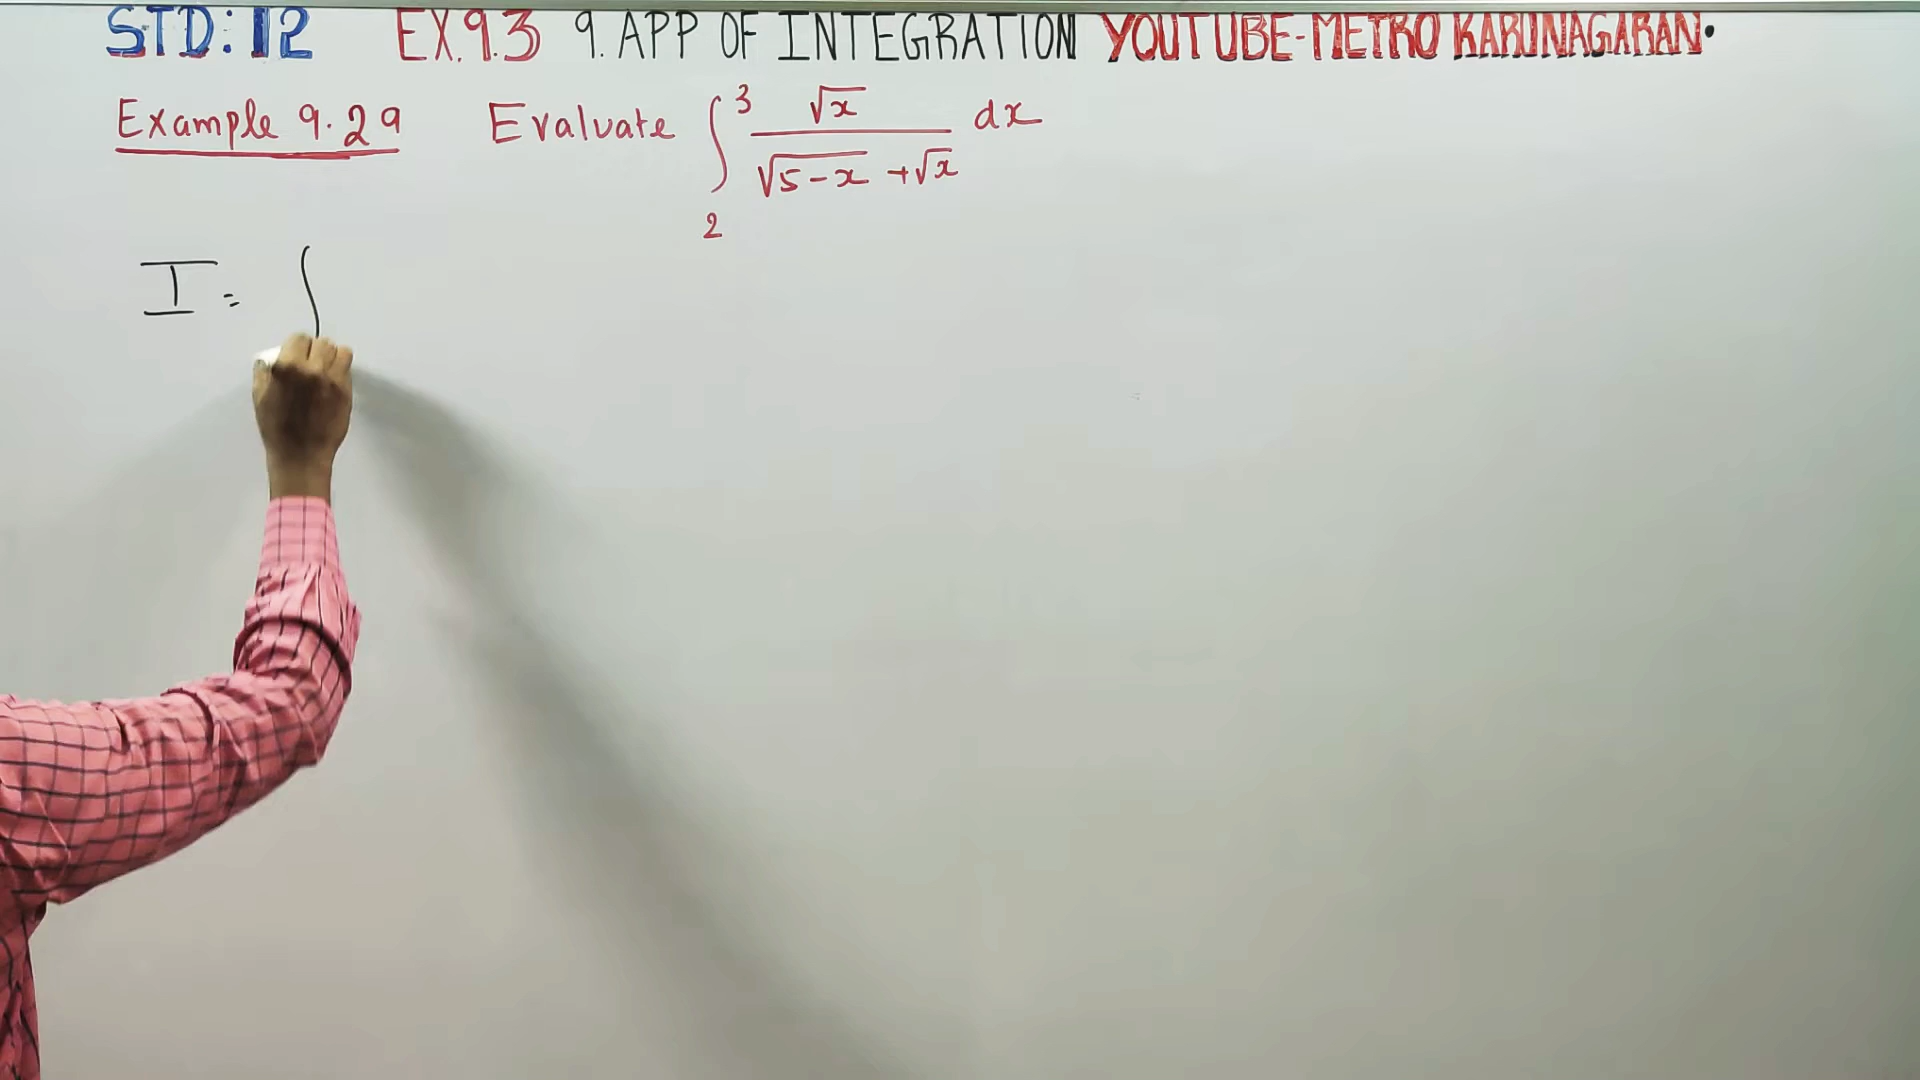 STD: 12 EX.9.3 9. APP OF INTEGRATION YOUTUBE-METRO KARUNAGARAN.
Example 9.29 Evaluate ∫₂³ √x / (√(5-x) + √x) dx
I = ∫